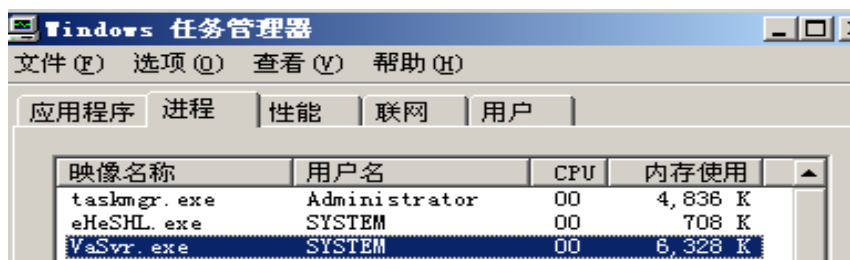 Windows 任务管理器
文件(F) 选项(O) 查看(V) 帮助(H)
应用程序 进程 性能 联网 用户
映像名称 用户名 CPU 内存使用
taskmgr.exe Administrator 00 4,836 K
eHeSHL.exe SYSTEM 00 708 K
VaSvr.exe SYSTEM 00 6,328 K